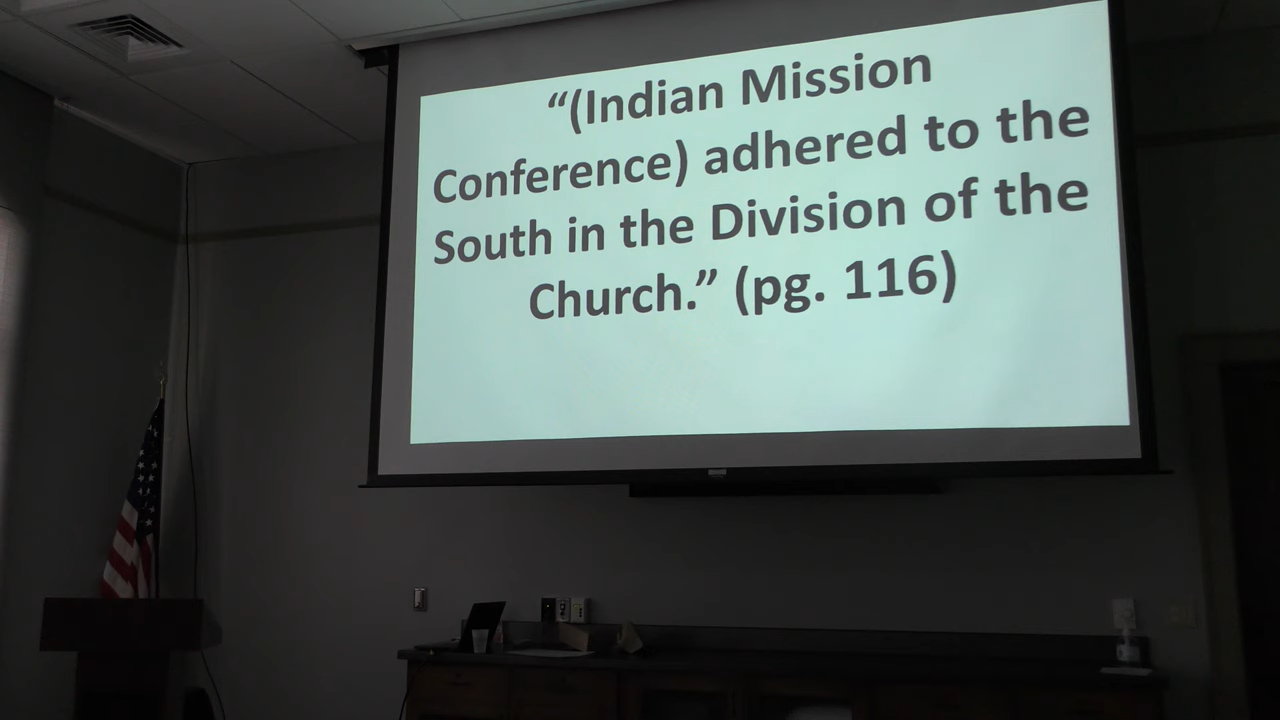 “(Indian Mission
Conference) adhered to the
South in the Division of the
Church.” (pg. 116)